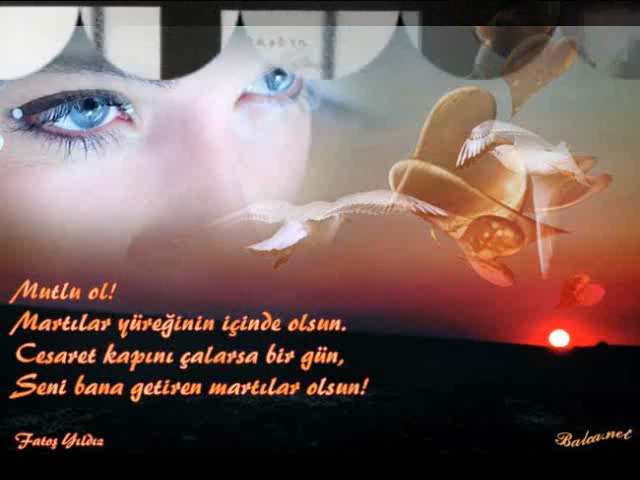 Mutlu ol!
Martılar yüreğinin içinde olsun.
Cesaret kapını çalarsa bir gün,
Seni bana getiren martılar olsun!
Fatoş Yıldız
Balca.net